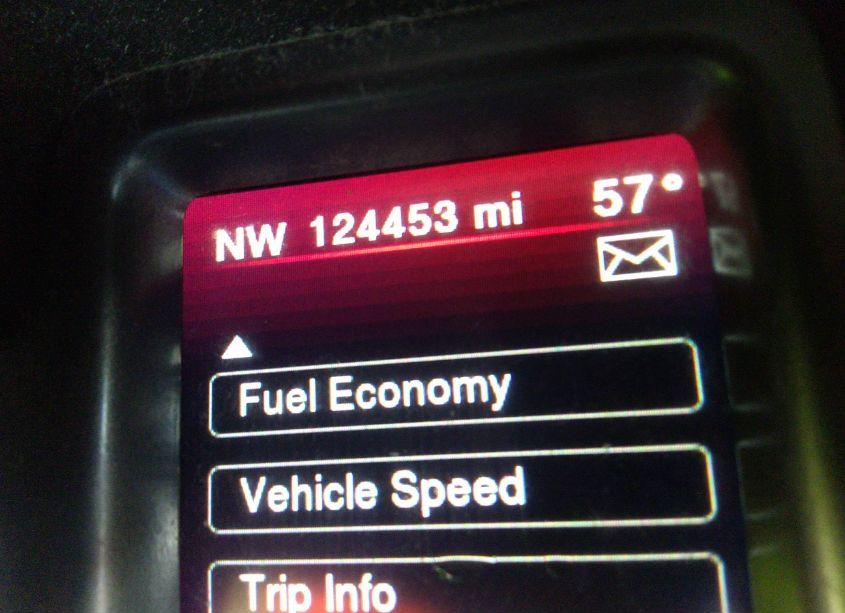 NW 124453 mi 57°
Fuel Economy
Vehicle Speed
Trip Info